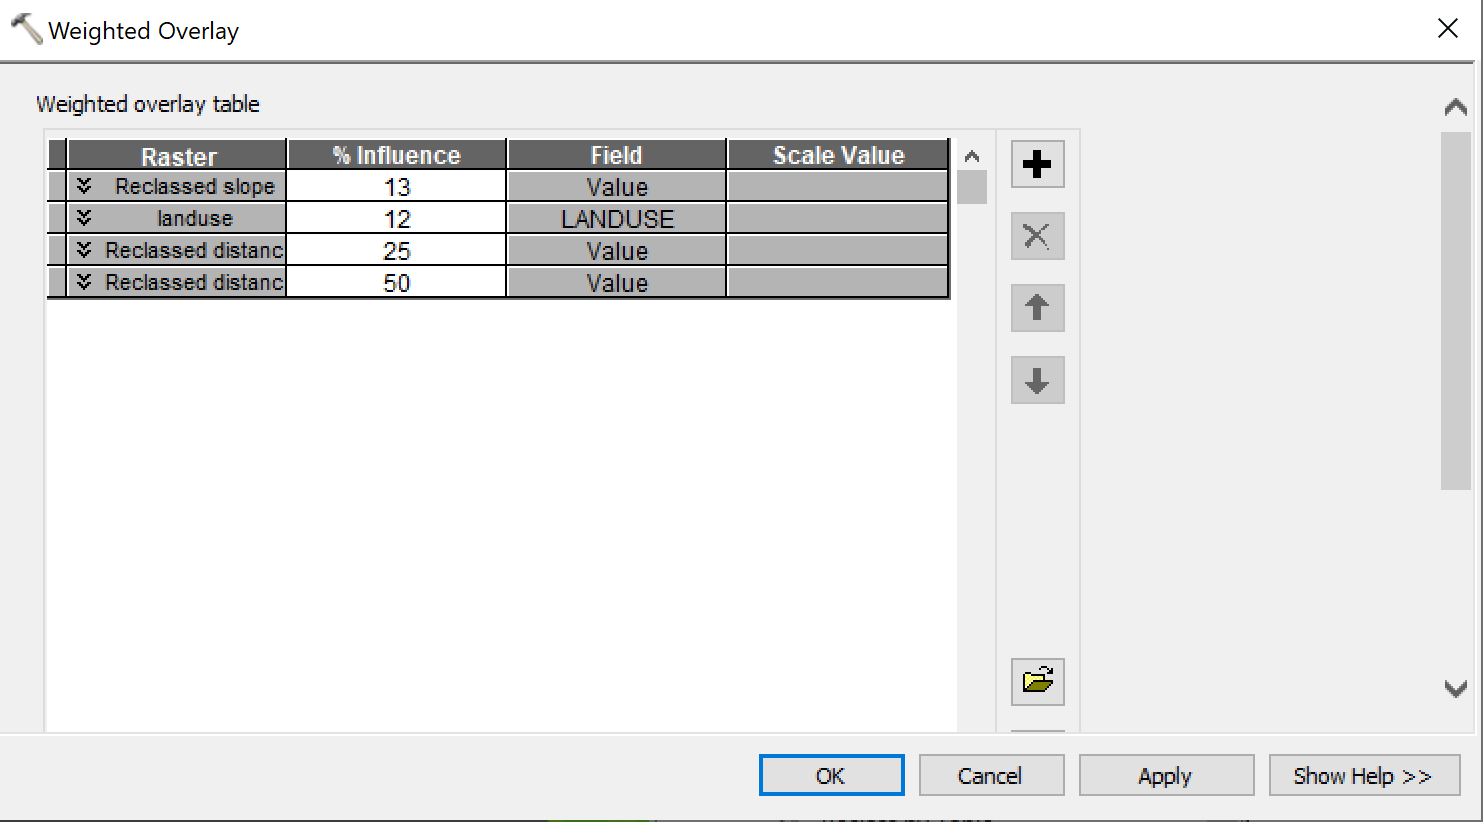 Weighted Overlay
Weighted overlay table
Raster % Influence Field Scale Value
Reclassed slope 13 Value
landuse 12 LANDUSE
Reclassed distanc 25 Value
Reclassed distanc 50 Value
OK Cancel Apply Show Help >>